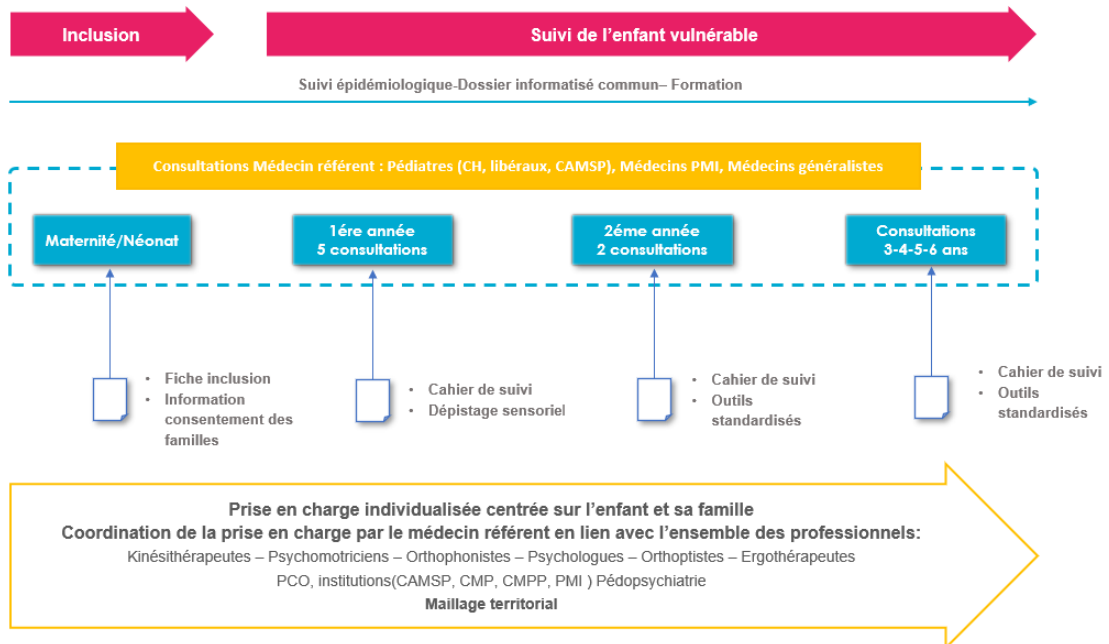 Inclusion
Suivi de l’enfant vulnérable
Suivi épidémiologique-Dossier informatisé commun– Formation
Consultations Médecin référent : Pédiatres (CH, libéraux, CAMSP), Médecins PMI, Médecins généralistes
Maternité/Néonat
1ére année
5 consultations
2éme année
2 consultations
Consultations
3-4-5-6 ans
• Fiche inclusion
• Information
consentement des
familles
• Cahier de suivi
• Dépistage sensoriel
• Cahier de suivi
• Outils
standardisés
• Cahier de suivi
• Outils
standardisés
Prise en charge individualisée centrée sur l’enfant et sa famille
Coordination de la prise en charge par le médecin référent en lien avec l’ensemble des professionnels:
Kinésithérapeutes – Psychomotriciens – Orthophonistes – Psychologues – Orthoptistes – Ergothérapeutes
PCO, institutions(CAMSP, CMP, CMPP, PMI ) Pédopsychiatrie
Maillage territorial